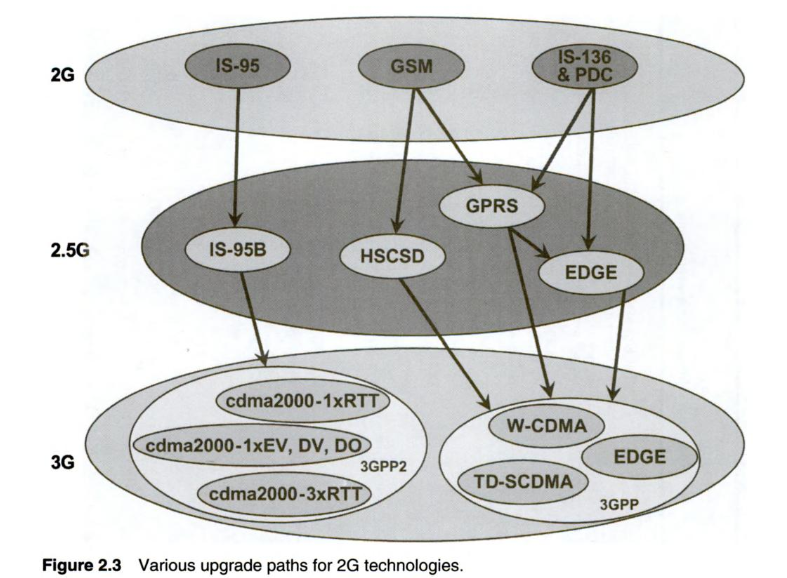 2G
IS-95
GSM
IS-136
& PDC
2.5G
IS-95B
HSCSD
GPRS
EDGE
3G
cdma2000-1xRTT
cdma2000-1xEV, DV, DO
3GPP2
cdma2000-3xRTT
W-CDMA
EDGE
TD-SCDMA
3GPP
Figure 2.3 Various upgrade paths for 2G technologies.